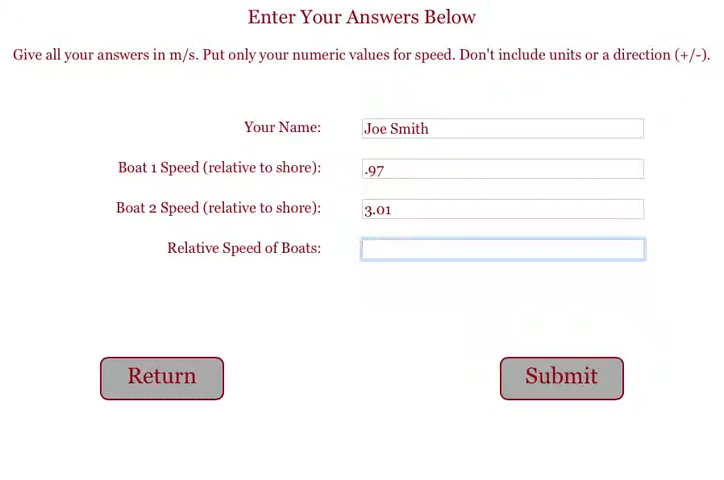 Enter Your Answers Below
Give all your answers in m/s. Put only your numeric values for speed. Don't include units or a direction (+/-).
Your Name: Joe Smith
Boat 1 Speed (relative to shore): .97
Boat 2 Speed (relative to shore): 3.01
Relative Speed of Boats:
Return Submit